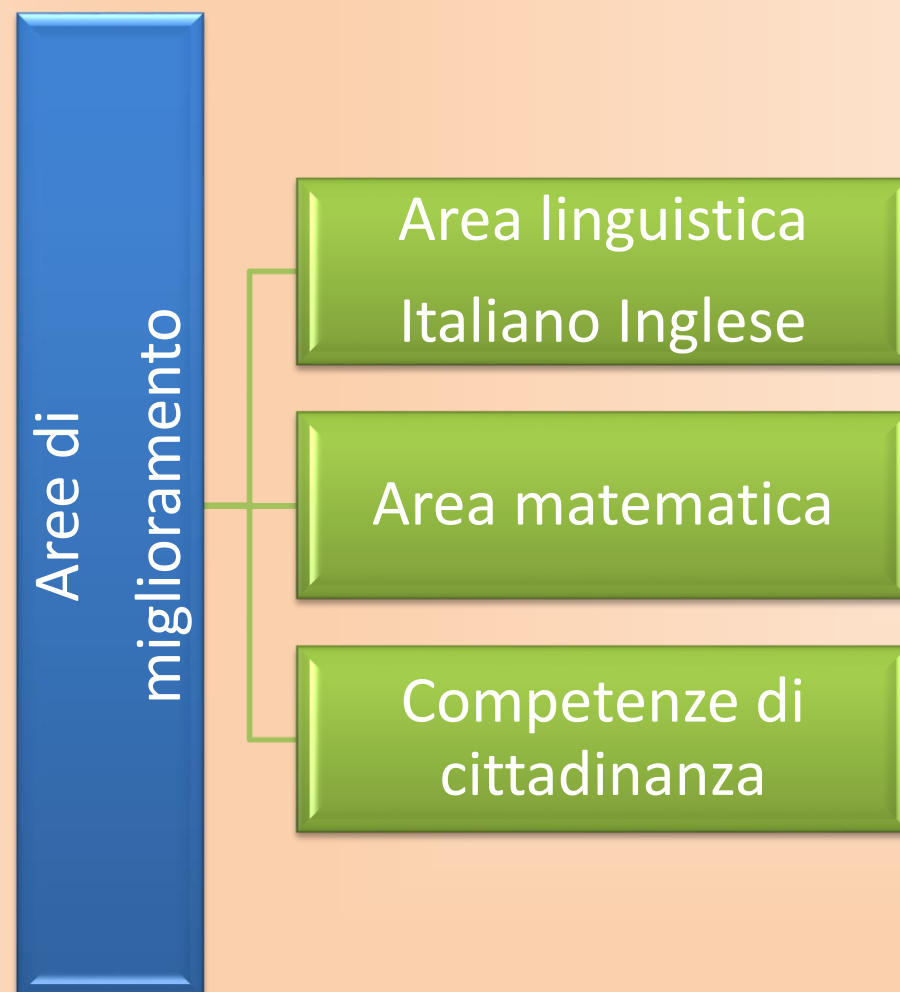 Aree di
miglioramento
Area linguistica
Italiano Inglese
Area matematica
Competenze di
cittadinanza